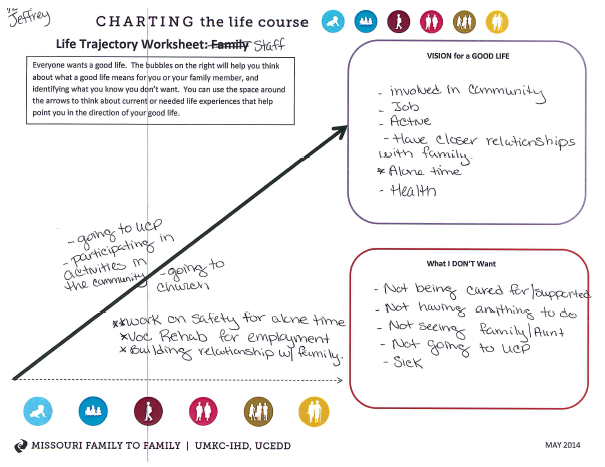 Jeffrey
CHARTING the life course
Life Trajectory Worksheet: Family Staff
Everyone wants a good life. The bubbles on the right will help you think
about what a good life means for you or your family member, and
identifying what you know you don't want. You can use the space around
the arrows to think about current or needed life experiences that help
point you in the direction of your good life.
VISION for a GOOD LIFE
- involved in community
- Job
- Active
- Have closer relationships
with family.
* Alone time
- Health
- going to UCP
- participating in
activities in
the community
- going to
church
** work on safety for alone time
* Voc Rehab for employment
* Building relationship w/ family.
What I DON'T Want
- Not being cared for/supported
- Not having anything to do
- Not seeing family/Aunt
- Not going to UCP
- Sick
MISSOURI FAMILY TO FAMILY | UMKC-IHD, UCEDD
MAY 2014